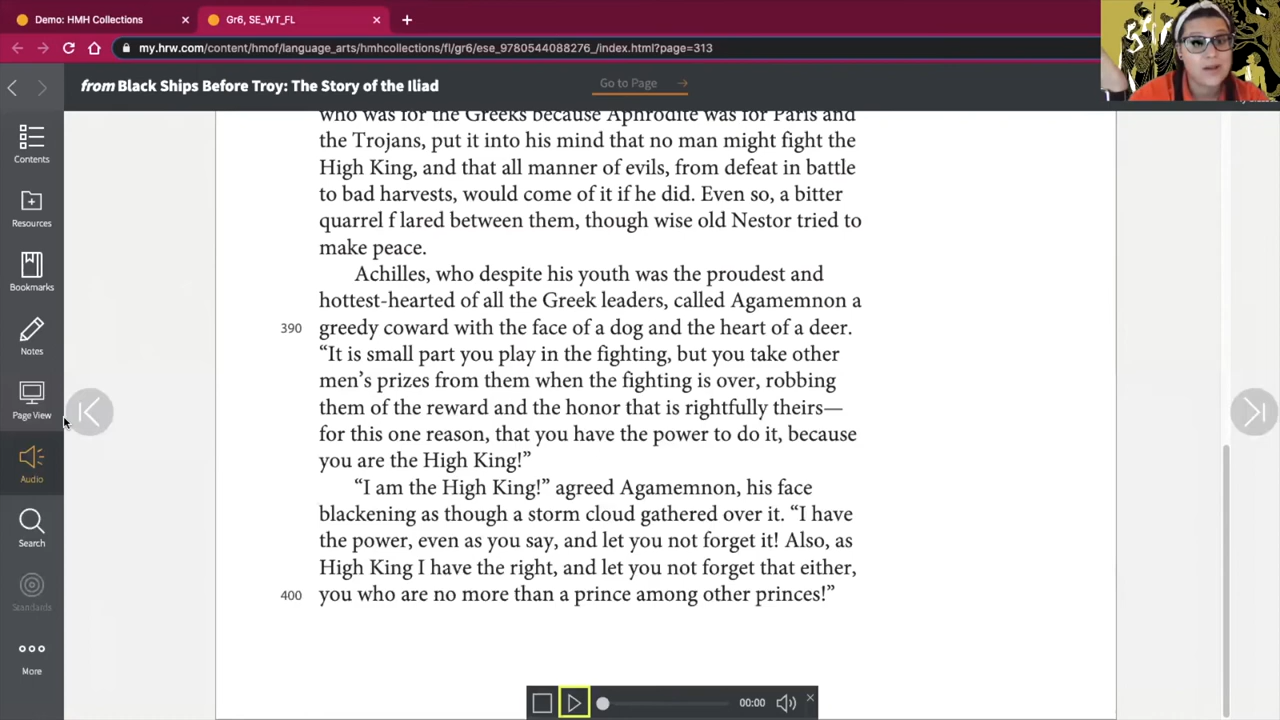 Demo: HMH Collections
Gr6, SE_WT_FL
my.hrw.com/content/hmof/language_arts/hmhcollections/fl/gr6/ese_9780544088276_/index.html?page=313
from Black Ships Before Troy: The Story of the Iliad
Go to Page
Contents
Resources
Bookmarks
Notes
Page View
Audio
Search
Standards
More
who was for the Greeks because Aphrodite was for Paris and
the Trojans, put it into his mind that no man might fight the
High King, and that all manner of evils, from defeat in battle
to bad harvests, would come of it if he did. Even so, a bitter
quarrel f lared between them, though wise old Nestor tried to
make peace.
Achilles, who despite his youth was the proudest and
hottest-hearted of all the Greek leaders, called Agamemnon a
390 greedy coward with the face of a dog and the heart of a deer.
“It is small part you play in the fighting, but you take other
men’s prizes from them when the fighting is over, robbing
them of the reward and the honor that is rightfully theirs—
for this one reason, that you have the power to do it, because
you are the High King!”
“I am the High King!” agreed Agamemnon, his face
blackening as though a storm cloud gathered over it. “I have
the power, even as you say, and let you not forget it! Also, as
High King I have the right, and let you not forget that either,
400 you who are no more than a prince among other princes!”
00:00